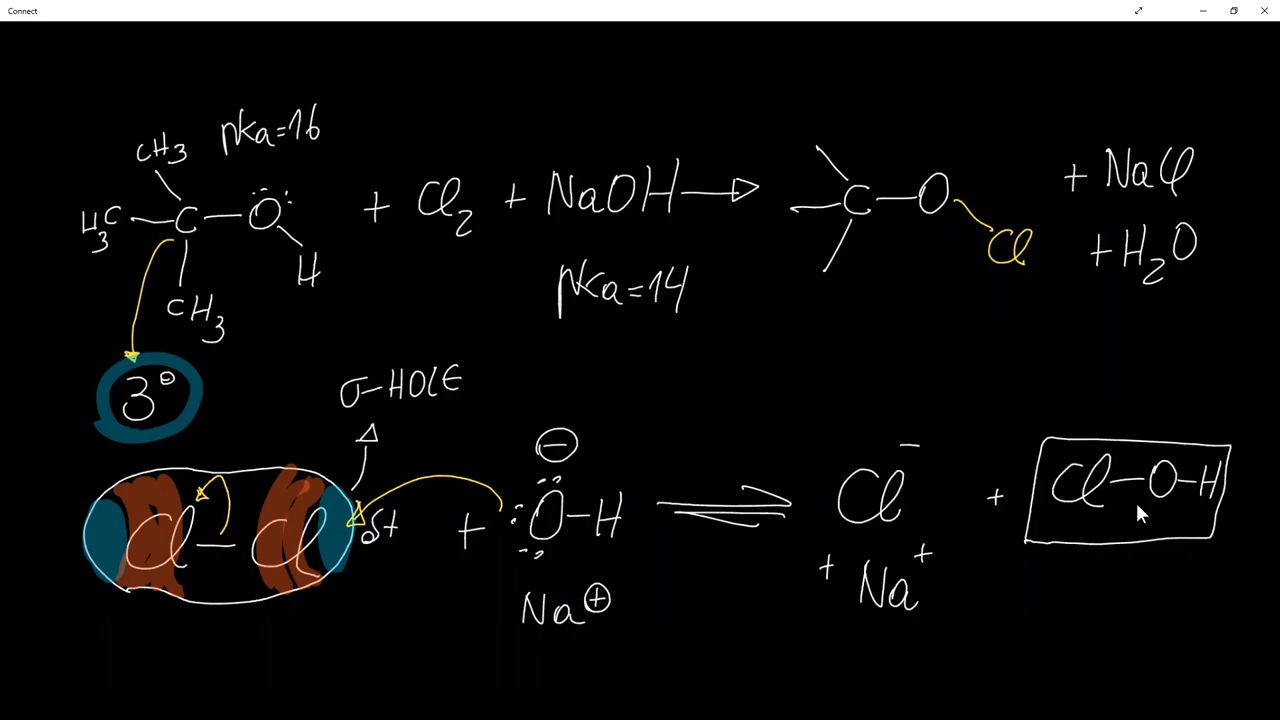 Connect
CH3 pKa=16
H3C—C—O: + Cl2 + NaOH → C—O + NaCl
H Cl + H2O
CH3 pKa=14
3° σ-HOLE
⊖ −
Cl—Cl δ+ + :O—H ⇌ Cl + Cl—O—H
Na⊕ + Na+